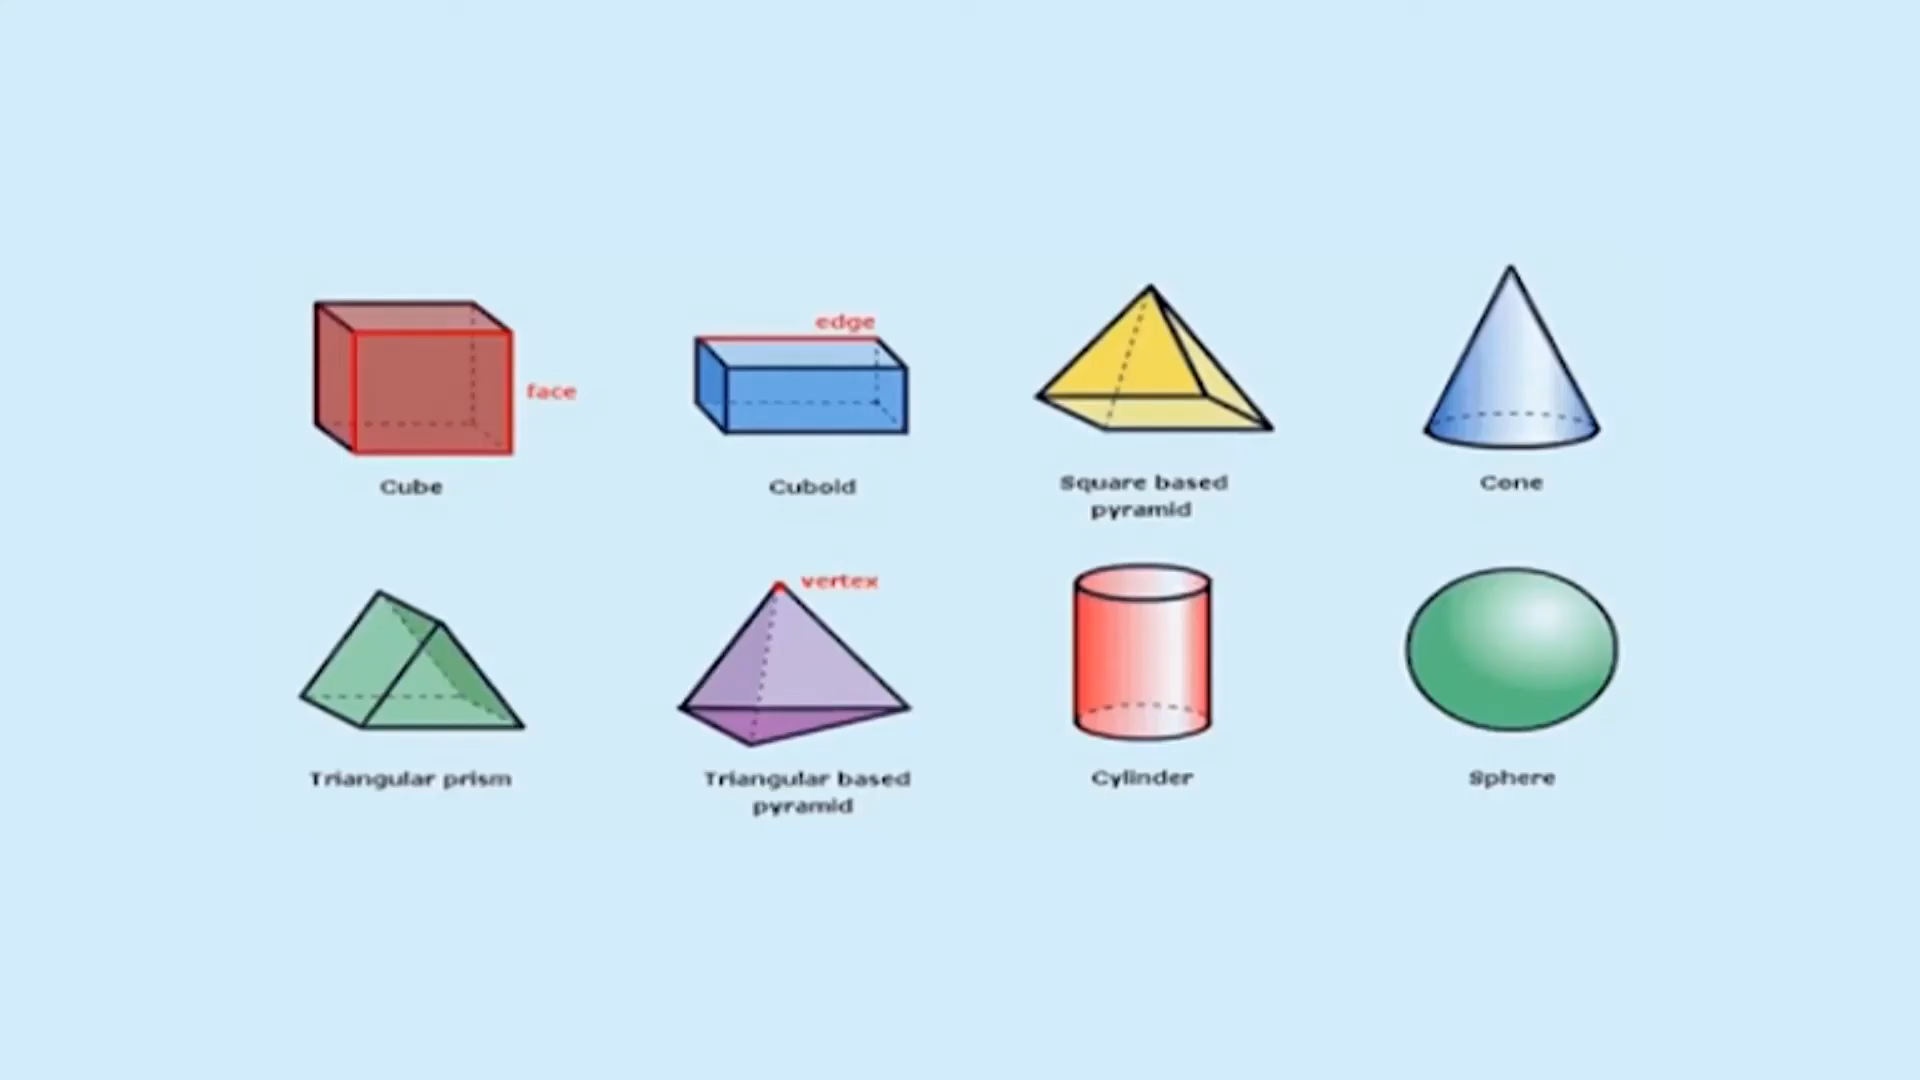 edge
face
Cube
Cuboid
Square based
pyramid
Cone
vertex
Triangular prism
Triangular based
pyramid
Cylinder
Sphere